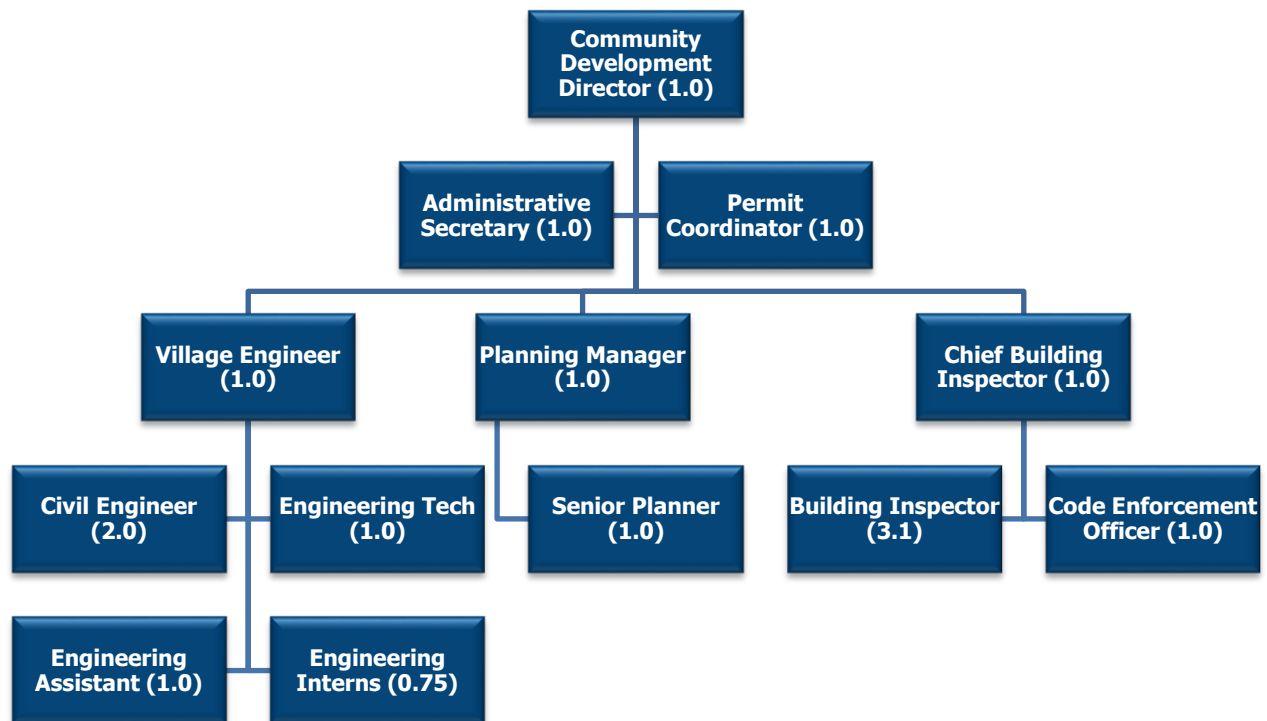 Community
Development
Director (1.0)
Administrative
Secretary (1.0)
Permit
Coordinator (1.0)
Village Engineer
(1.0)
Planning Manager
(1.0)
Chief Building
Inspector (1.0)
Civil Engineer
(2.0)
Engineering Tech
(1.0)
Senior Planner
(1.0)
Building Inspector
(3.1)
Code Enforcement
Officer (1.0)
Engineering
Assistant (1.0)
Engineering
Interns (0.75)